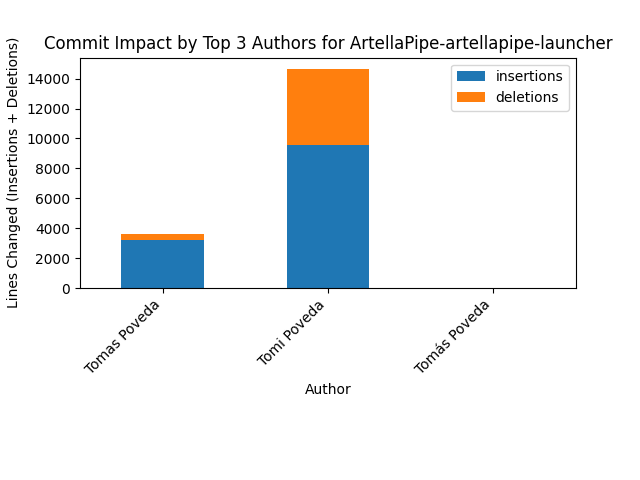 Commit Impact by Top 3 Authors for ArtellaPipe-artellapipe-launcher
Lines Changed (Insertions + Deletions)
14000
12000
10000
8000
6000
4000
2000
0
insertions
deletions
Tomas Poveda
Tomi Poveda
Tomás Poveda
Author